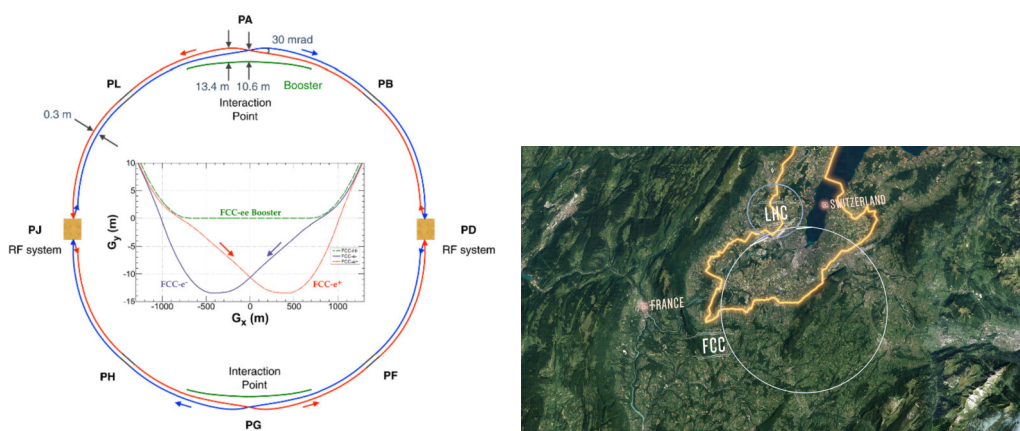 PA
30 mrad
PL
PB
13.4 m
10.6 m
Booster
Interaction
Point
0.3 m
10
5
0
-5
-10
-15
G_y (m)
FCC-ee Booster
FCC-e⁻
FCC-e⁺
-1000
-500
0
500
1000
G_x (m)
PJ
RF system
PD
RF system
Interaction
Point
PH
PF
PG
LHC
SWITZERLAND
FRANCE
FCC